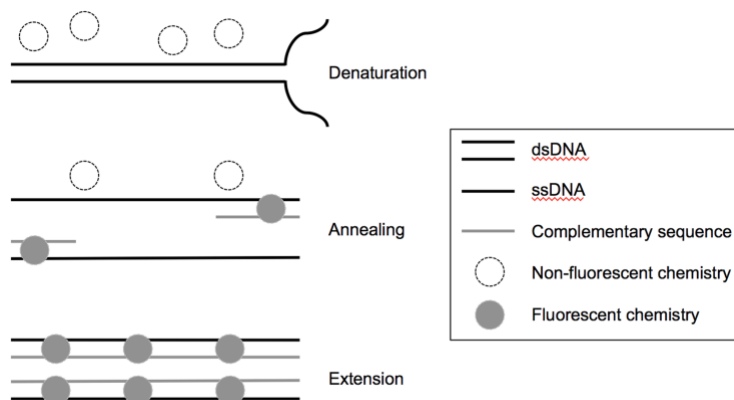 Denaturation
Annealing
Extension
dsDNA
ssDNA
Complementary sequence
Non-fluorescent chemistry
Fluorescent chemistry